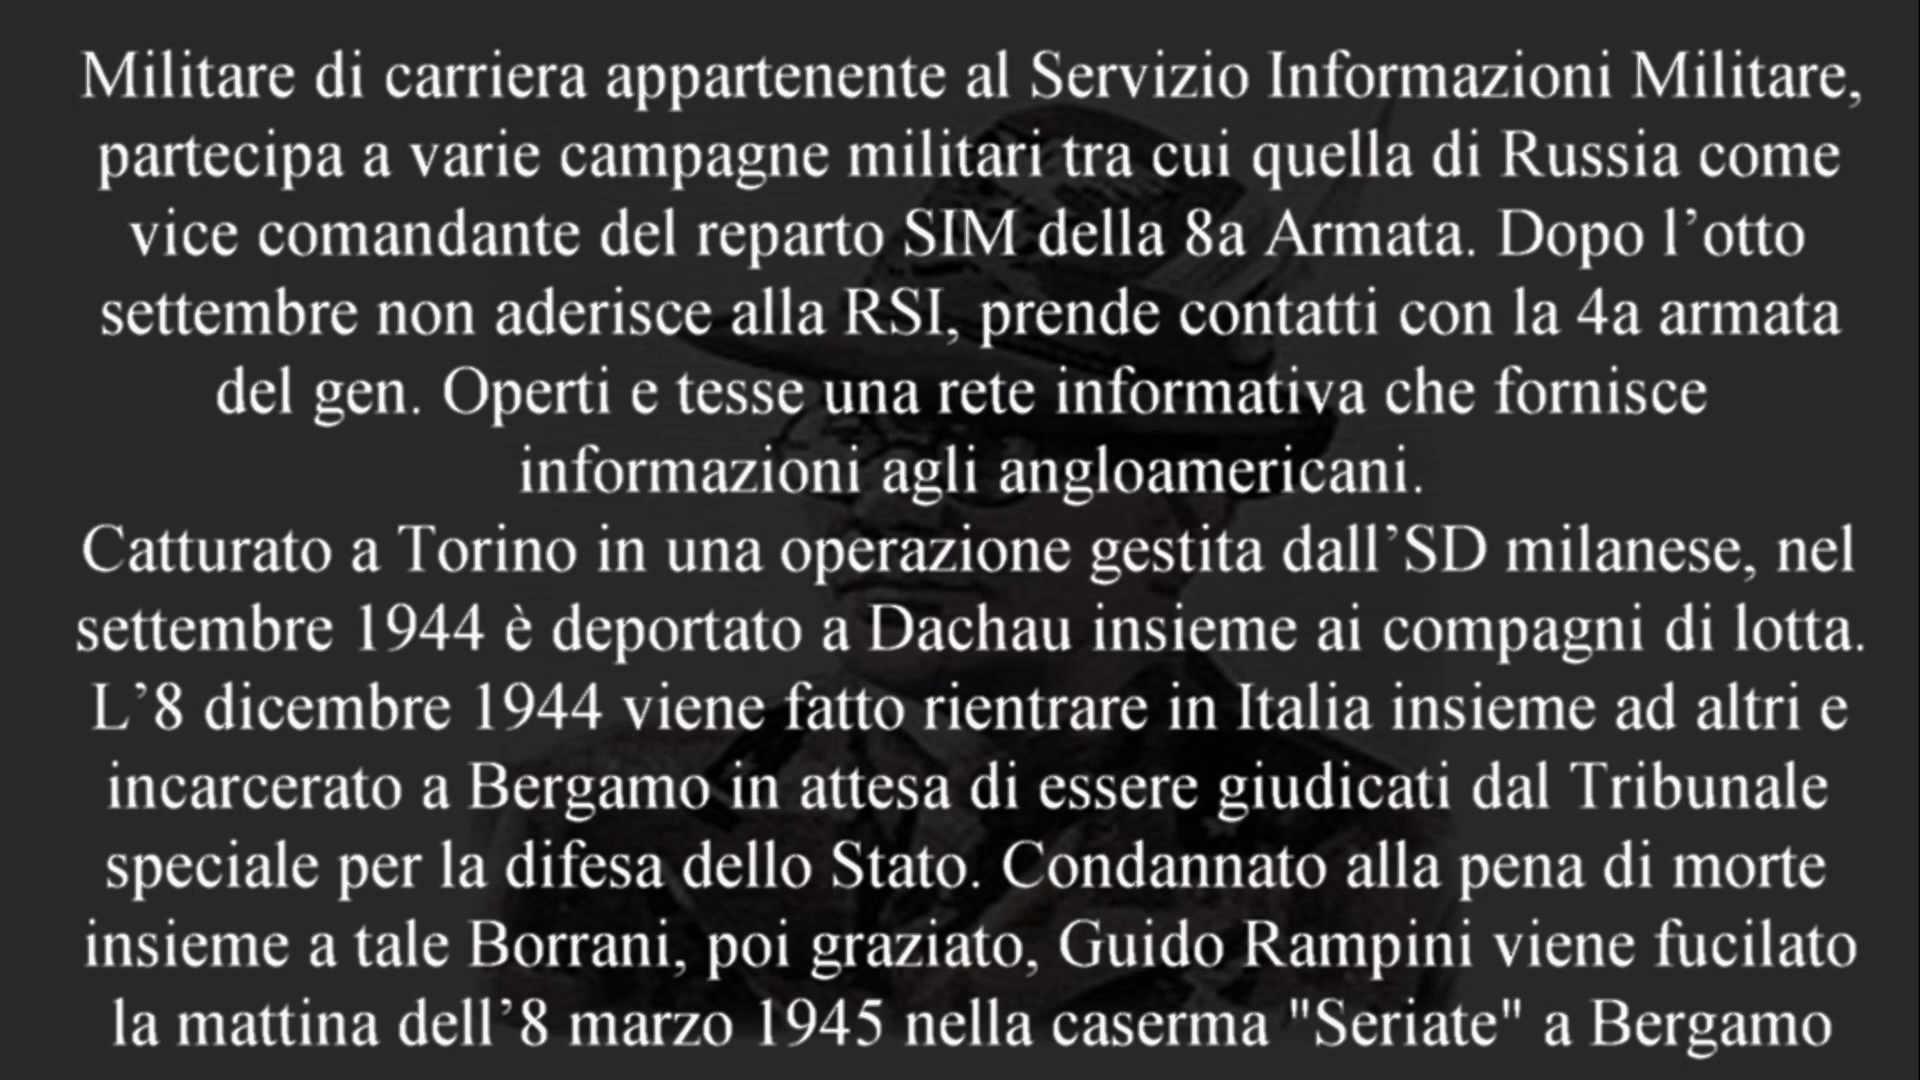 Militare di carriera appartenente al Servizio Informazioni Militare,
partecipa a varie campagne militari tra cui quella di Russia come
vice comandante del reparto SIM della 8a Armata. Dopo l’otto
settembre non aderisce alla RSI, prende contatti con la 4a armata
del gen. Operti e tesse una rete informativa che fornisce
informazioni agli angloamericani.
Catturato a Torino in una operazione gestita dall’SD milanese, nel
settembre 1944 è deportato a Dachau insieme ai compagni di lotta.
L’8 dicembre 1944 viene fatto rientrare in Italia insieme ad altri e
incarcerato a Bergamo in attesa di essere giudicati dal Tribunale
speciale per la difesa dello Stato. Condannato alla pena di morte
insieme a tale Borrani, poi graziato, Guido Rampini viene fucilato
la mattina dell’8 marzo 1945 nella caserma "Seriate" a Bergamo